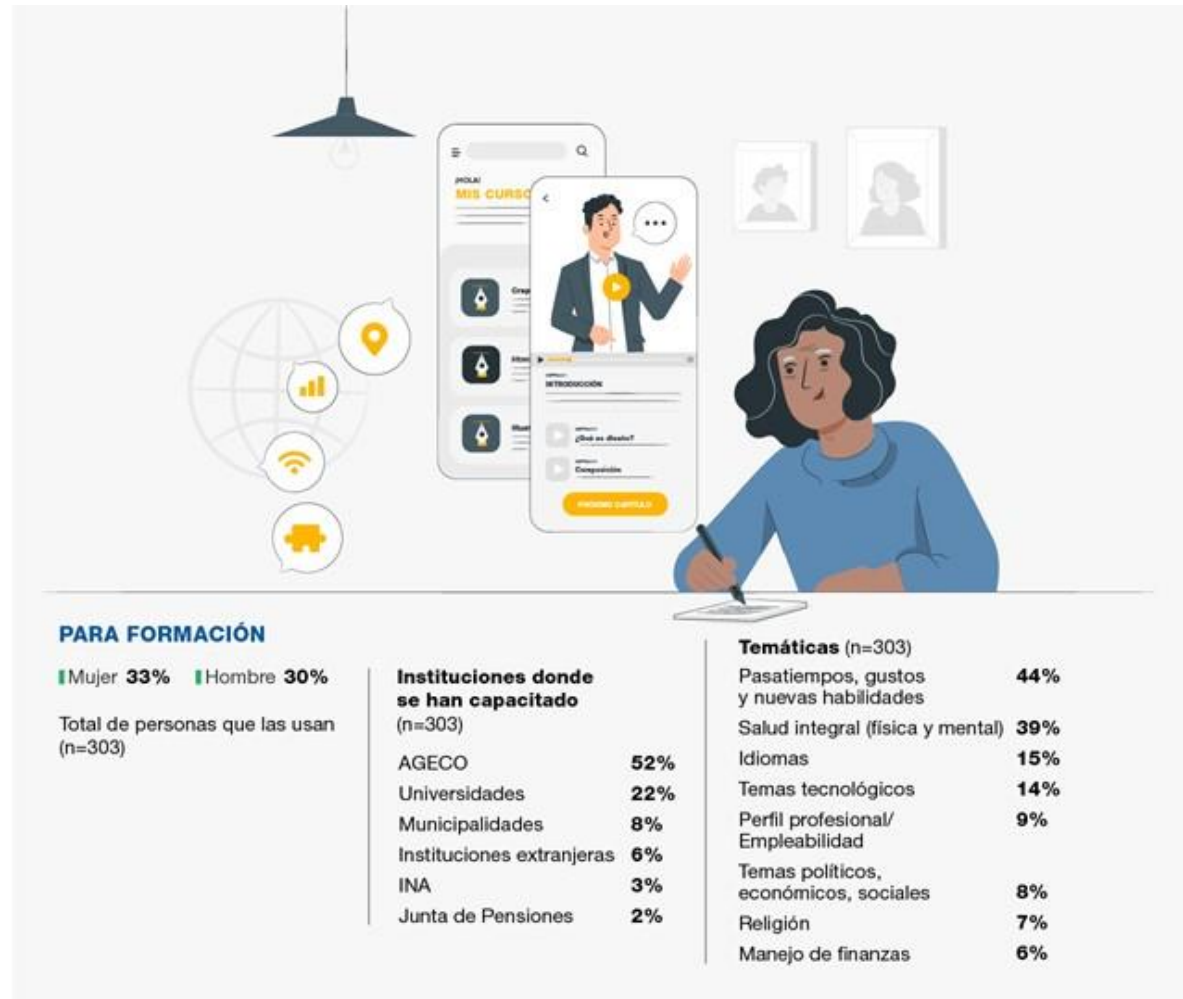 ¡HOLA!
MIS CURSO
INTRODUCCIÓN
¿Qué es diseño?
Composición
PRÓXIMO CAPÍTULO
PARA FORMACIÓN
Mujer 33% Hombre 30%
Total de personas que las usan
(n=303)
Instituciones donde
se han capacitado
(n=303)
AGECO 52%
Universidades 22%
Municipalidades 8%
Instituciones extranjeras 6%
INA 3%
Junta de Pensiones 2%
Temáticas (n=303)
Pasatiempos, gustos 44%
y nuevas habilidades
Salud integral (física y mental) 39%
Idiomas 15%
Temas tecnológicos 14%
Perfil profesional/ 9%
Empleabilidad
Temas políticos,
económicos, sociales 8%
Religión 7%
Manejo de finanzas 6%